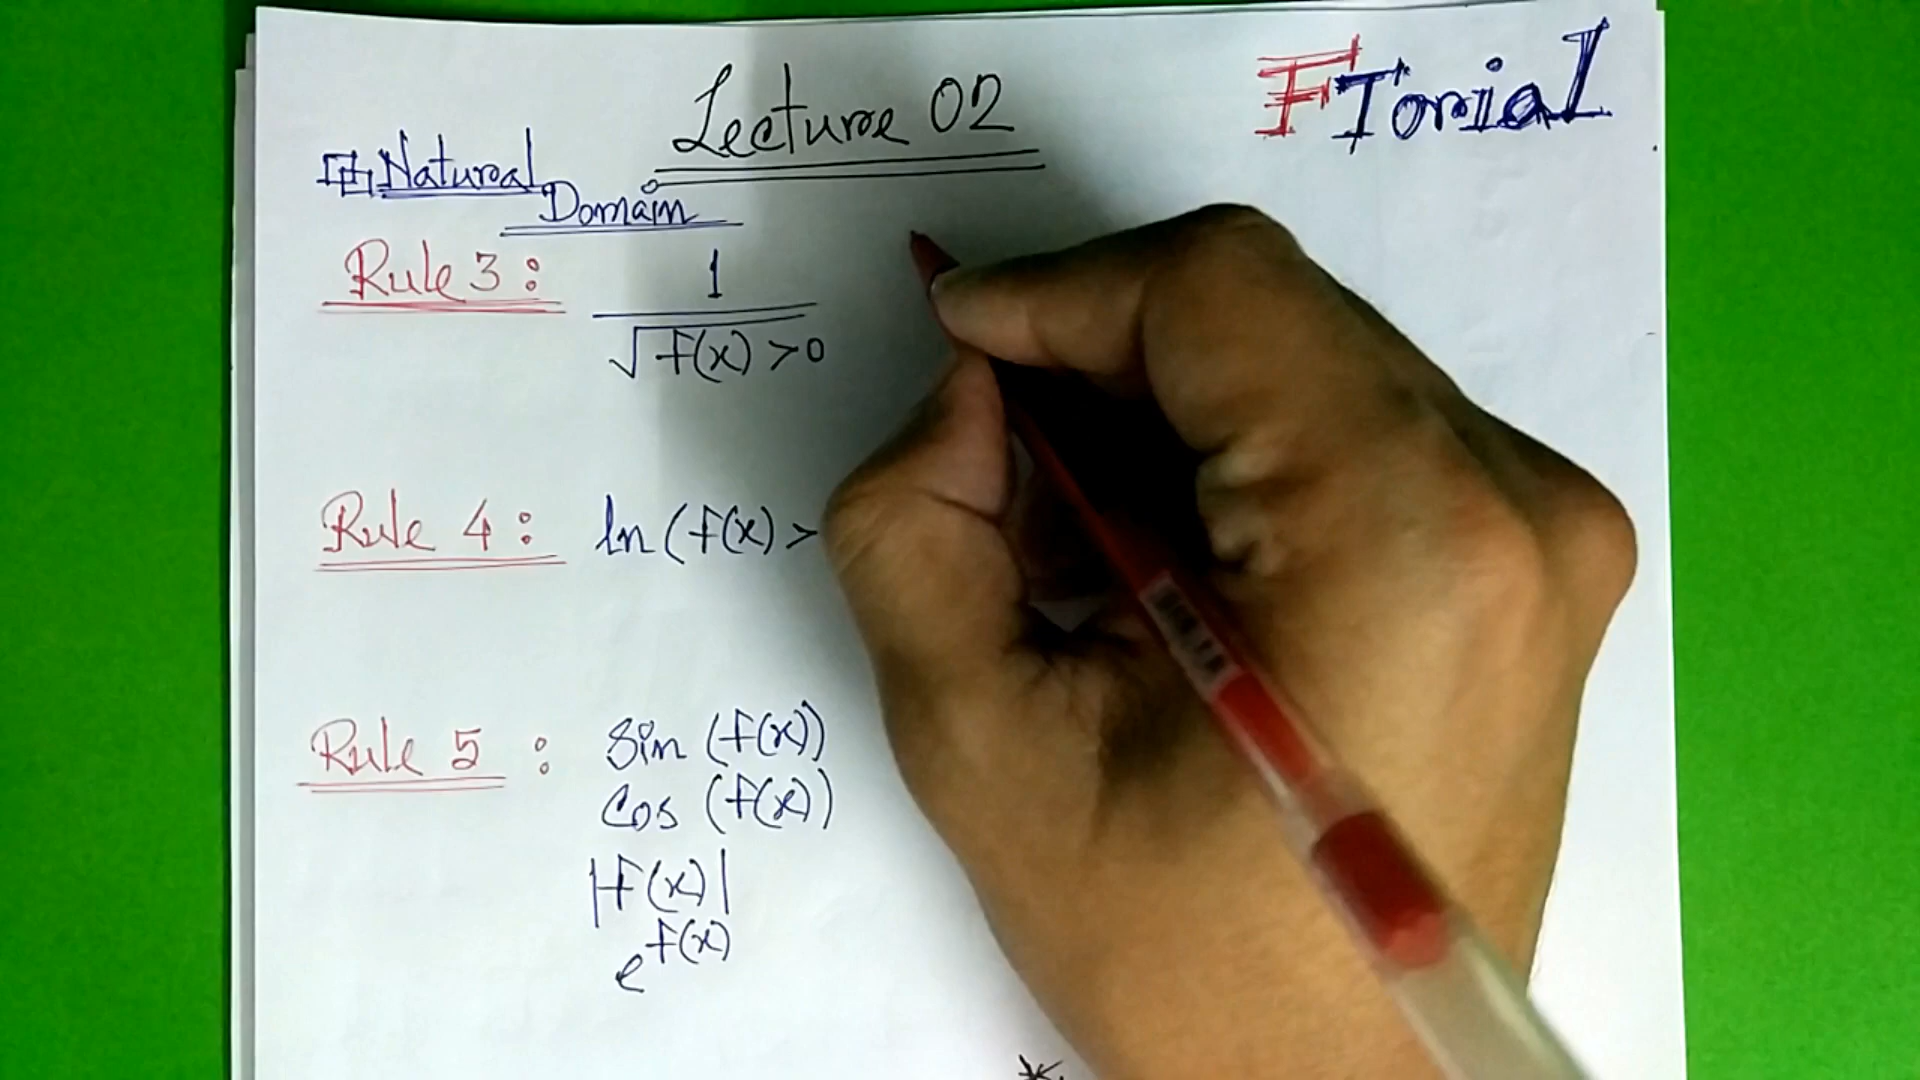 Lecture 02
FTorial
Natural
Domain
Rule 3 :
1
√f(x) >0
Rule 4 : ln (f(x) >
Rule 5 : Sin (f(x))
Cos (f(x))
|f(x)|
e^f(x)
*